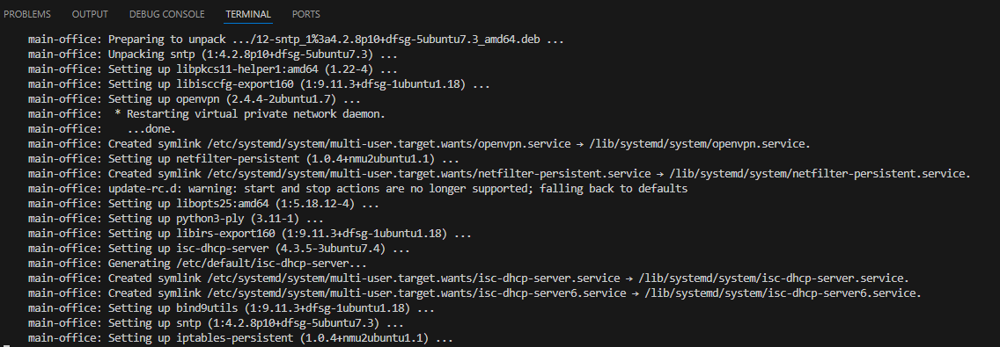 PROBLEMS OUTPUT DEBUG CONSOLE TERMINAL PORTS
main-office: Preparing to unpack .../12-sntp_1%3a4.2.8p10+dfsg-5ubuntu7.3_amd64.deb ...
main-office: Unpacking sntp (1:4.2.8p10+dfsg-5ubuntu7.3) ...
main-office: Setting up libpkcs11-helper1:amd64 (1.22-4) ...
main-office: Setting up libisccfg-export160 (1:9.11.3+dfsg-1ubuntu1.18) ...
main-office: Setting up openvpn (2.4.4-2ubuntu1.7) ...
main-office:  * Restarting virtual private network daemon.
main-office:    ...done.
main-office: Created symlink /etc/systemd/system/multi-user.target.wants/openvpn.service → /lib/systemd/system/openvpn.service.
main-office: Setting up netfilter-persistent (1.0.4+nmu2ubuntu1.1) ...
main-office: Created symlink /etc/systemd/system/multi-user.target.wants/netfilter-persistent.service → /lib/systemd/system/netfilter-persistent.service.
main-office: update-rc.d: warning: start and stop actions are no longer supported; falling back to defaults
main-office: Setting up libopts25:amd64 (1:5.18.12-4) ...
main-office: Setting up python3-ply (3.11-1) ...
main-office: Setting up libirs-export160 (1:9.11.3+dfsg-1ubuntu1.18) ...
main-office: Setting up isc-dhcp-server (4.3.5-3ubuntu7.4) ...
main-office: Generating /etc/default/isc-dhcp-server...
main-office: Created symlink /etc/systemd/system/multi-user.target.wants/isc-dhcp-server.service → /lib/systemd/system/isc-dhcp-server.service.
main-office: Created symlink /etc/systemd/system/multi-user.target.wants/isc-dhcp-server6.service → /lib/systemd/system/isc-dhcp-server6.service.
main-office: Setting up bind9utils (1:9.11.3+dfsg-1ubuntu1.18) ...
main-office: Setting up sntp (1:4.2.8p10+dfsg-5ubuntu7.3) ...
main-office: Setting up iptables-persistent (1.0.4+nmu2ubuntu1.1) ...